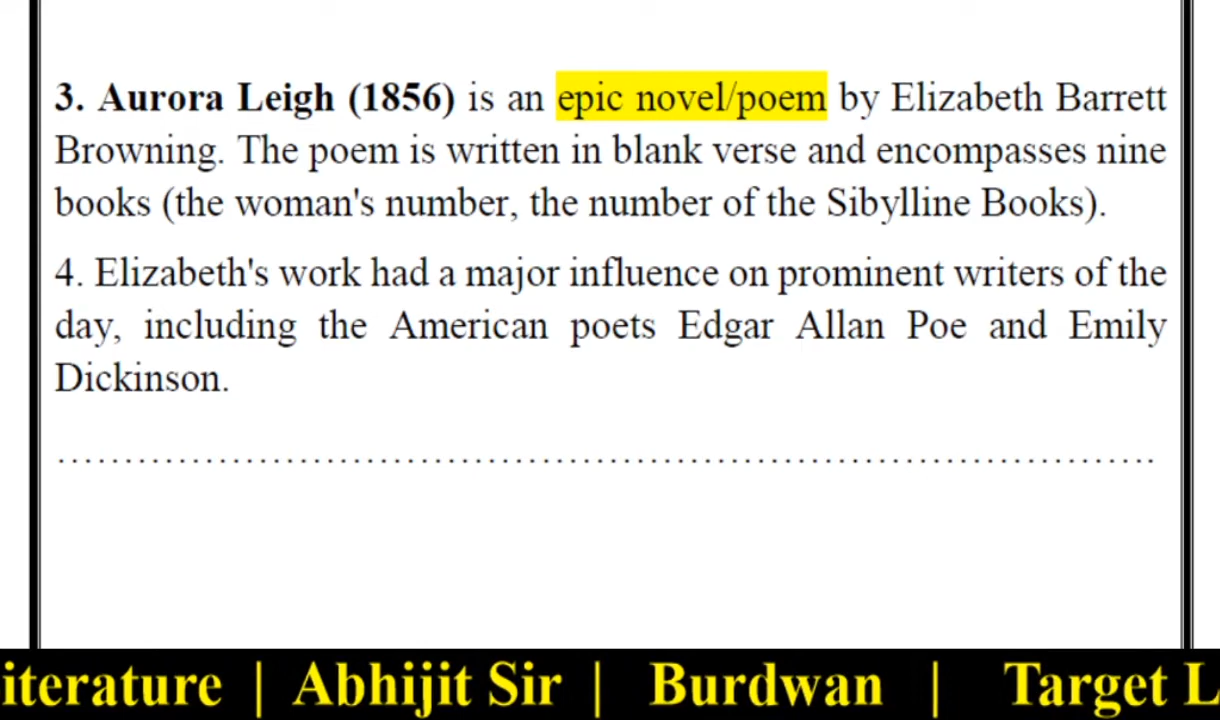 3. Aurora Leigh (1856) is an epic novel/poem by Elizabeth Barrett
Browning. The poem is written in blank verse and encompasses nine
books (the woman's number, the number of the Sibylline Books).
4. Elizabeth's work had a major influence on prominent writers of the
day, including the American poets Edgar Allan Poe and Emily
Dickinson.
................................................................................
iterature | Abhijit Sir | Burdwan | Target L